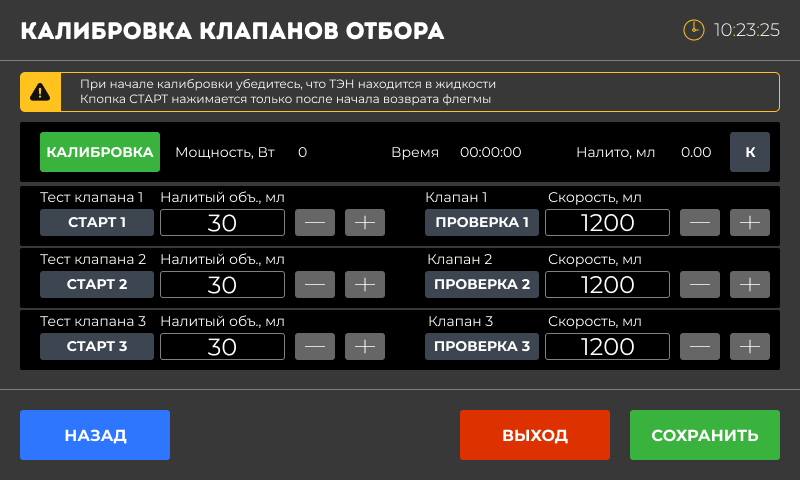 КАЛИБРОВКА КЛАПАНОВ ОТБОРА 10:23:25
При начале калибровки убедитесь, что ТЭН находится в жидкости
Кпопка СТАРТ нажимается только после начала возврата флегмы
КАЛИБРОВКА Мощность, Вт 0 Время 00:00:00 Налито, мл 0.00 К
Тест клапана 1 Налитый объ., мл Клапан 1 Скорость, мл
СТАРТ 1 30 — + ПРОВЕРКА 1 1200 — +
Тест клапана 2 Налитый объ., мл Клапан 2 Скорость, мл
СТАРТ 2 30 — + ПРОВЕРКА 2 1200 — +
Тест клапана 3 Налитый объ., мл Клапан 3 Скорость, мл
СТАРТ 3 30 — + ПРОВЕРКА 3 1200 — +
НАЗАД ВЫХОД СОХРАНИТЬ